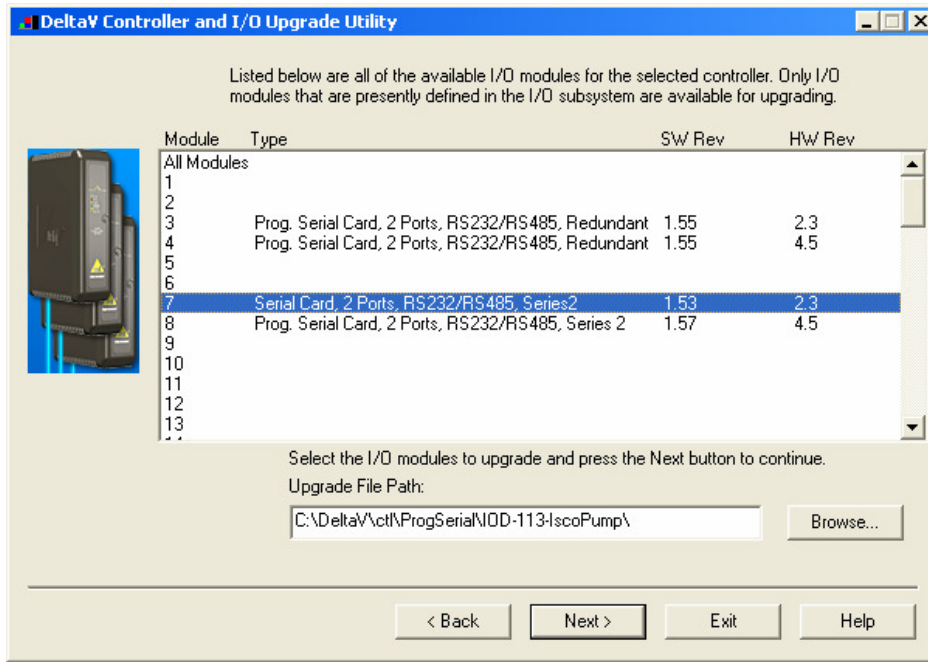 DeltaV Controller and I/O Upgrade Utility
Listed below are all of the available I/O modules for the selected controller. Only I/O
modules that are presently defined in the I/O subsystem are available for upgrading.
Module Type SW Rev HW Rev
All Modules
1
2
3 Prog. Serial Card, 2 Ports, RS232/RS485, Redundant 1.55 2.3
4 Prog. Serial Card, 2 Ports, RS232/RS485, Redundant 1.55 4.5
5
6
7 Serial Card, 2 Ports, RS232/RS485, Series2 1.53 2.3
8 Prog. Serial Card, 2 Ports, RS232/RS485, Series 2 1.57 4.5
9
10
11
12
13
Select the I/O modules to upgrade and press the Next button to continue.
Upgrade File Path:
C:\DeltaV\ctl\ProgSerial\IOD-113-IscoPump\
Browse...
< Back Next > Exit Help